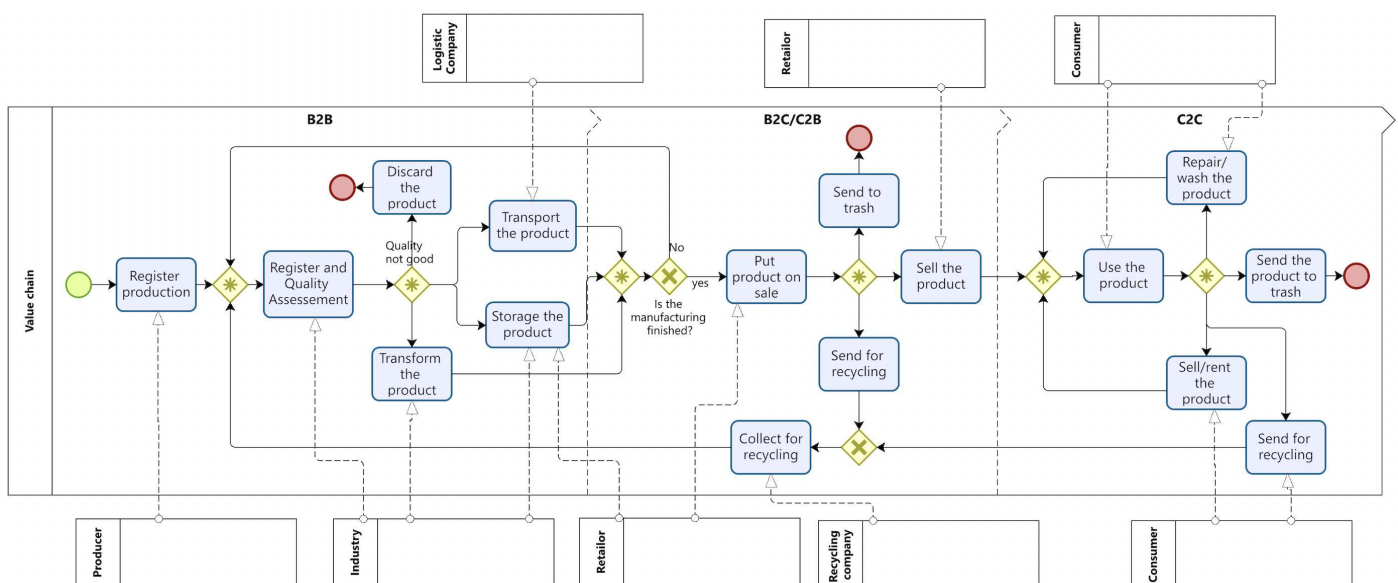 Logistic
Company
Retailor
Consumer
Value chain
B2B
B2C/C2B
C2C
Discard
the
product
Quality
not good
Transport
the product
No
Send to
trash
Repair/
wash the
product
Register
production
Register and
Quality
Assessement
Put
product on
sale
yes
Is the
manufacturing
finished?
Sell the
product
Use the
product
Send the
product to
trash
Storage the
product
Transform
the
product
Send for
recycling
Sell/rent
the
product
Collect for
recycling
Send for
recycling
Producer
Industry
Retailor
Recycling
company
Consumer